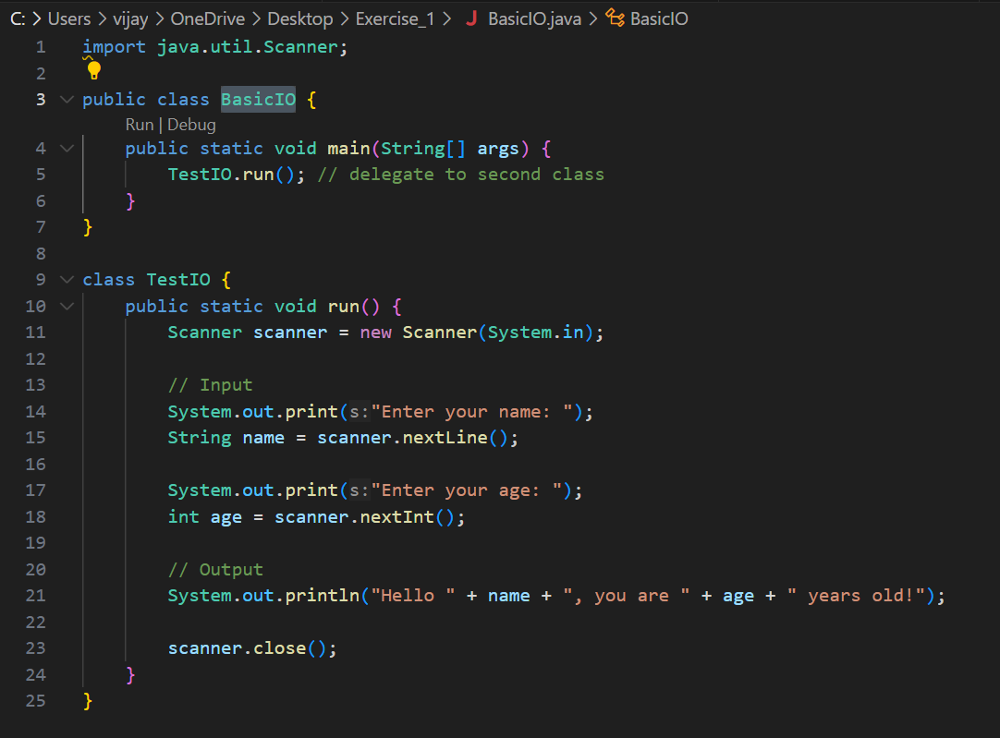 C: > Users > vijay > OneDrive > Desktop > Exercise_1 > J BasicIO.java > BasicIO
1 import java.util.Scanner;
2
3 public class BasicIO {
Run | Debug
4     public static void main(String[] args) {
5         TestIO.run(); // delegate to second class
6     }
7 }
8
9 class TestIO {
10     public static void run() {
11         Scanner scanner = new Scanner(System.in);
12
13         // Input
14         System.out.print(s:"Enter your name: ");
15         String name = scanner.nextLine();
16
17         System.out.print(s:"Enter your age: ");
18         int age = scanner.nextInt();
19
20         // Output
21         System.out.println("Hello " + name + ", you are " + age + " years old!");
22
23         scanner.close();
24     }
25 }